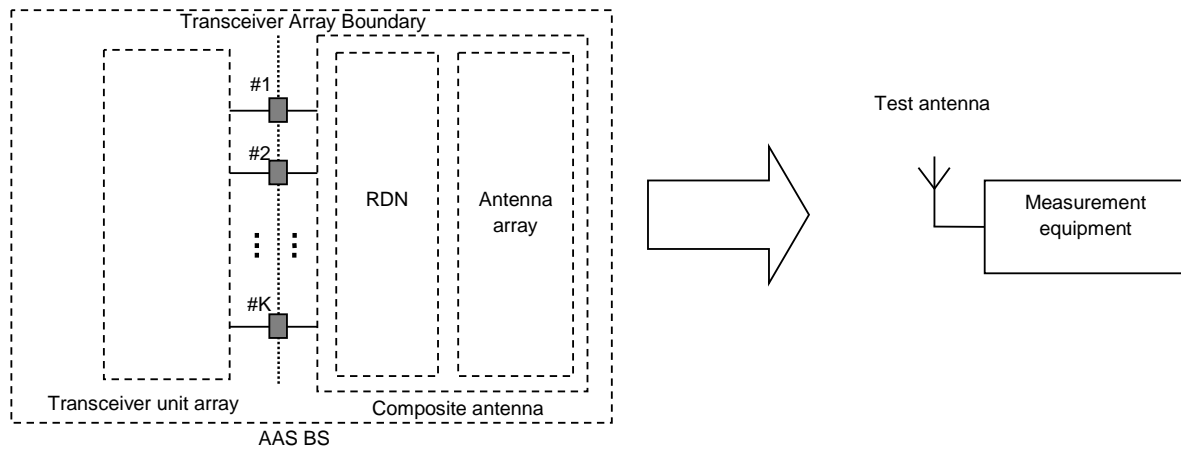 Transceiver Array Boundary
#1
#2
#K
RDN
Antenna
array
Transceiver unit array
Composite antenna
AAS BS
Test antenna
Measurement
equipment